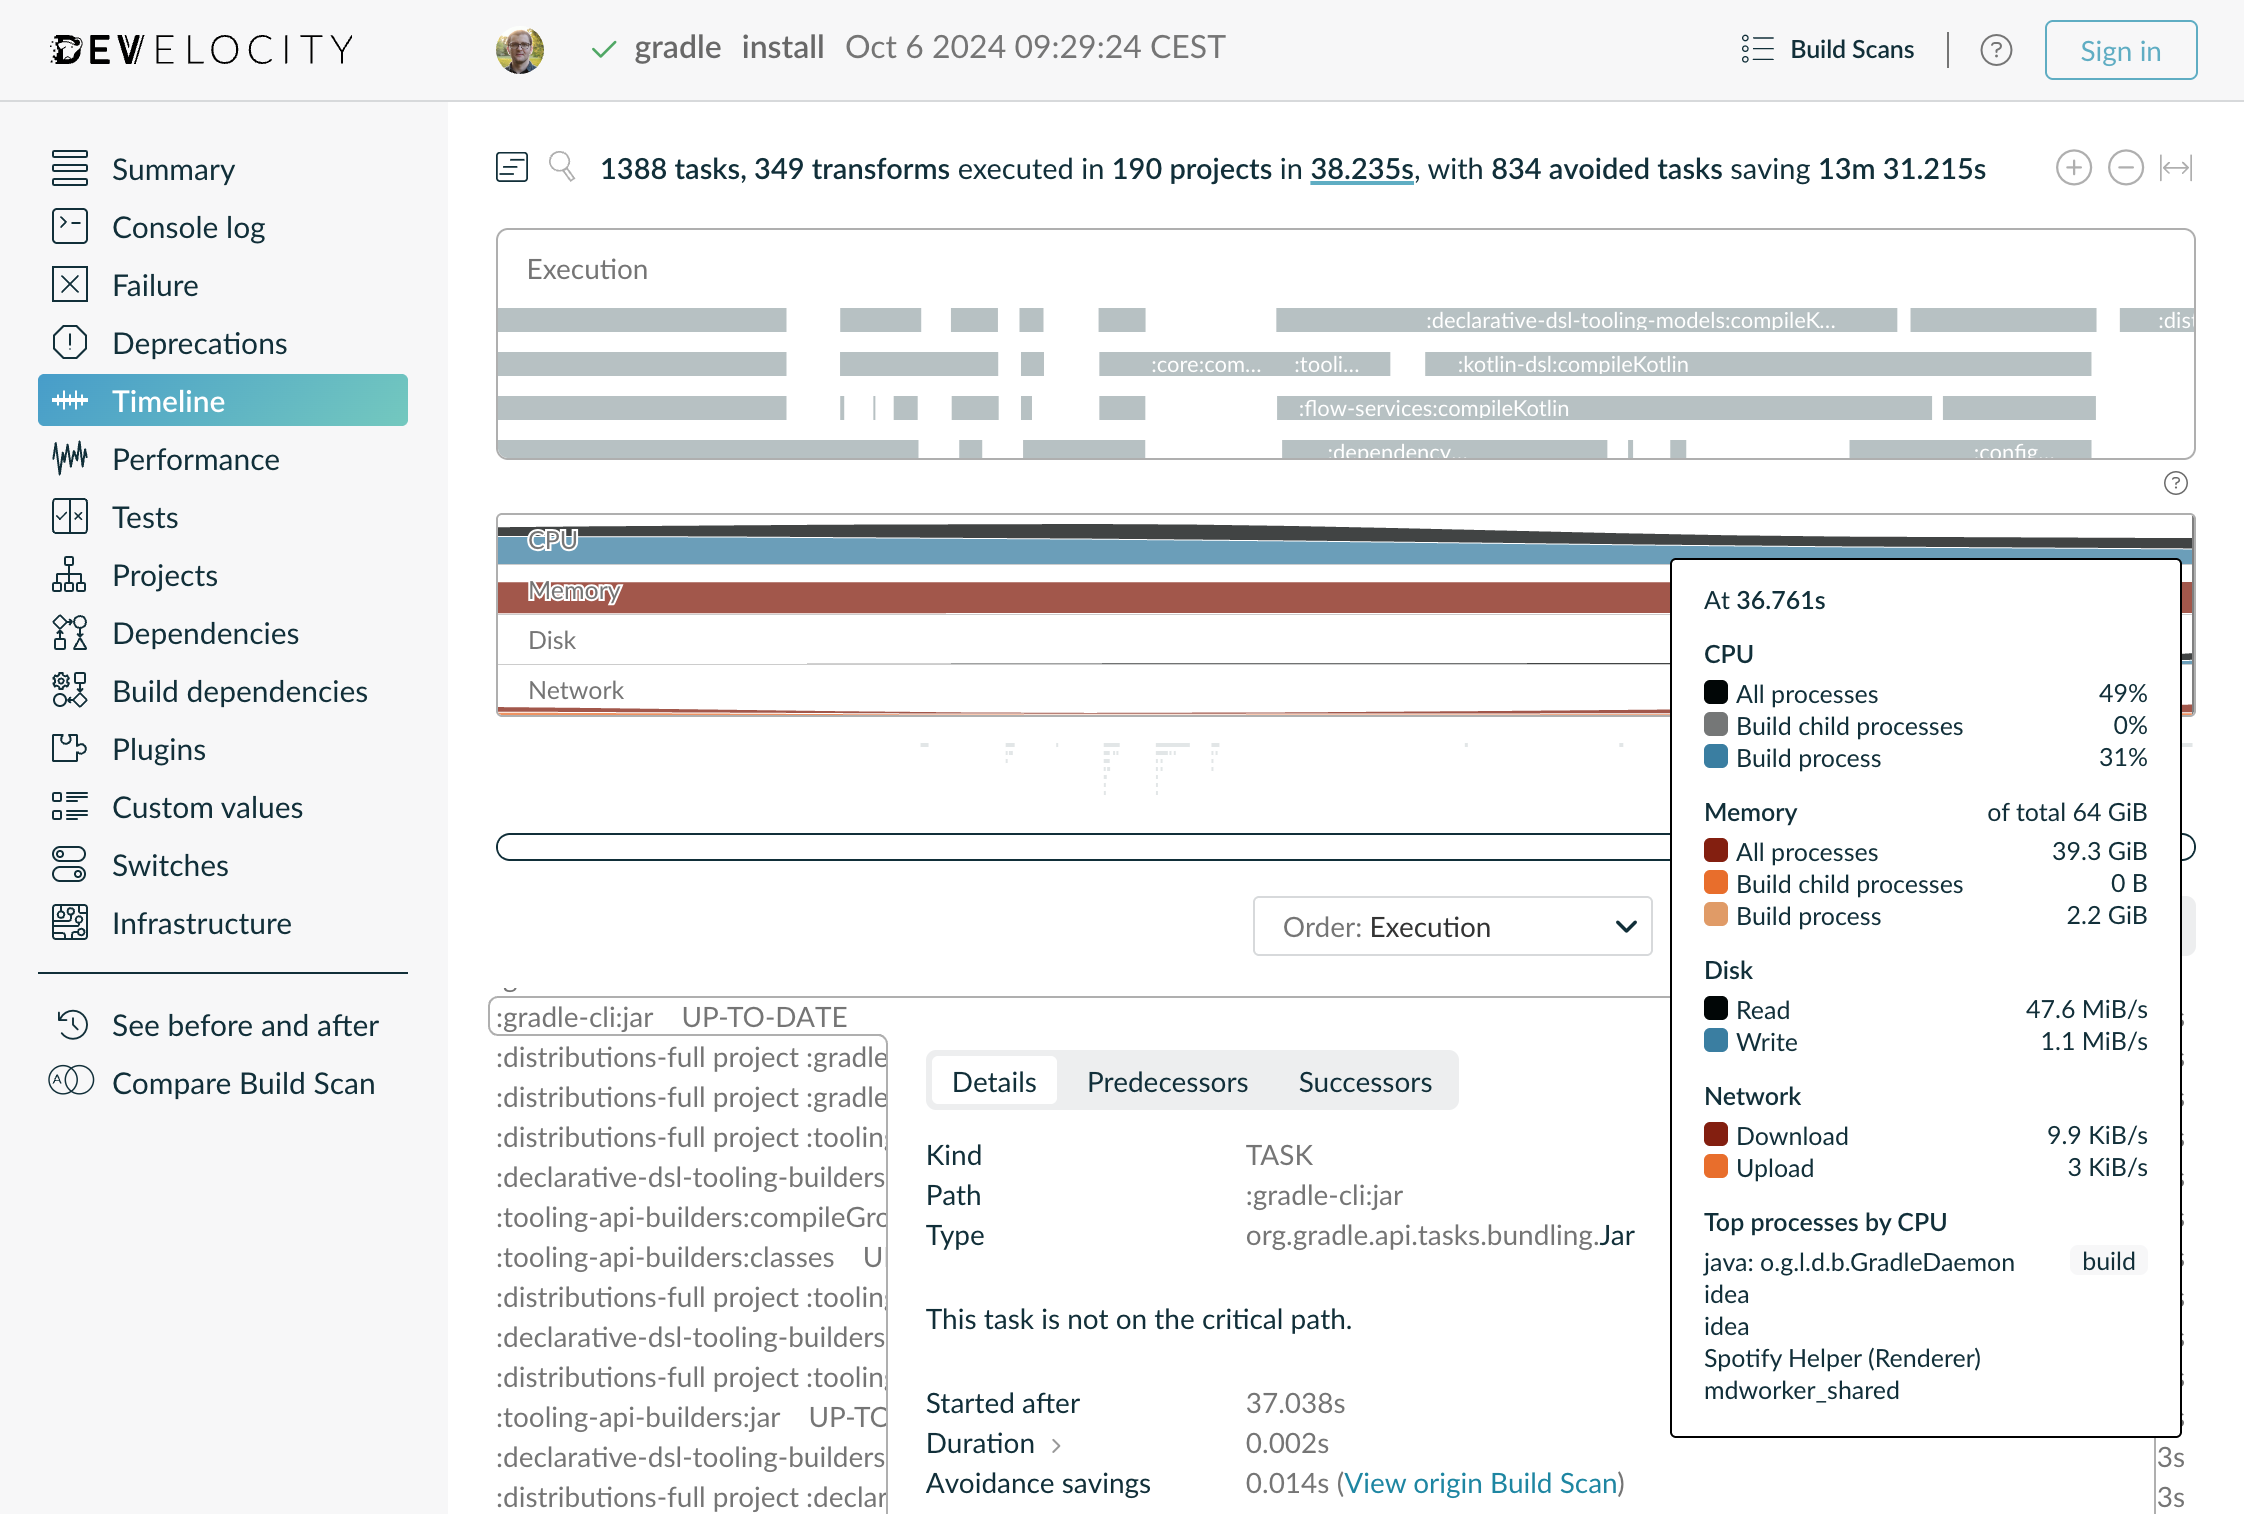 DEVELOCITY
gradle install Oct 6 2024 09:29:24 CEST
Build Scans
?
Sign in
Summary
Console log
Failure
Deprecations
Timeline
Performance
Tests
Projects
Dependencies
Build dependencies
Plugins
Custom values
Switches
Infrastructure
See before and after
Compare Build Scan
1388 tasks, 349 transforms executed in 190 projects in 38.235s, with 834 avoided tasks saving 13m 31.215s
Execution
:declarative-dsl-tooling-models:compileK... :dist
:core:com... :tooli... :kotlin-dsl:compileKotlin
:flow-services:compileKotlin
:dependency... :config...
?
CPU
Memory
Disk
Network
At 36.761s
CPU
All processes 49%
Build child processes 0%
Build process 31%
Memory of total 64 GiB
All processes 39.3 GiB
Build child processes 0 B
Build process 2.2 GiB
Disk
Read 47.6 MiB/s
Write 1.1 MiB/s
Network
Download 9.9 KiB/s
Upload 3 KiB/s
Top processes by CPU
java: o.g.l.d.b.GradleDaemon build
idea
idea
Spotify Helper (Renderer)
mdworker_shared
Order: Execution
:gradle-cli:jar UP-TO-DATE
:distributions-full project :gradle
:distributions-full project :gradle
:distributions-full project :tooling
:declarative-dsl-tooling-builders
:tooling-api-builders:compileGro
:tooling-api-builders:classes U
:distributions-full project :tooling
:declarative-dsl-tooling-builders
:distributions-full project :tooling
:tooling-api-builders:jar UP-TO
:declarative-dsl-tooling-builders
:distributions-full project :declar
Details Predecessors Successors
Kind TASK
Path :gradle-cli:jar
Type org.gradle.api.tasks.bundling.Jar
This task is not on the critical path.
Started after 37.038s
Duration 0.002s
Avoidance savings 0.014s (View origin Build Scan)
3s
3s